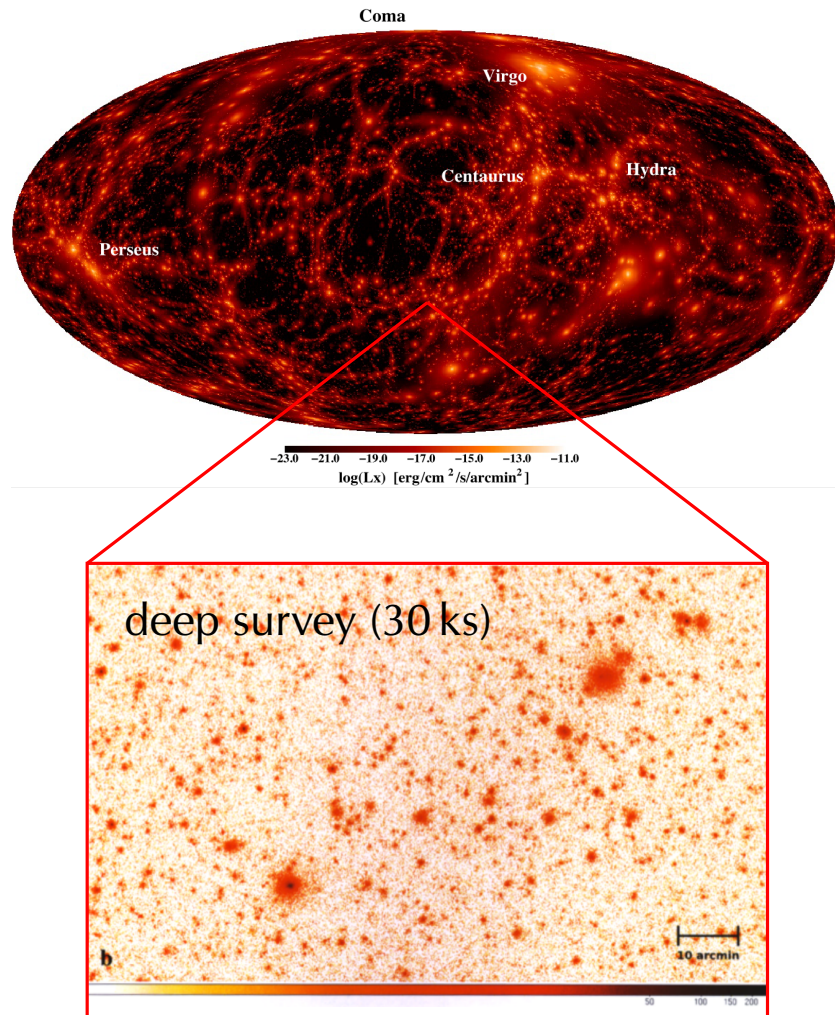 Coma
Virgo
Centaurus
Hydra
Perseus
−23.0 −21.0 −19.0 −17.0 −15.0 −13.0 −11.0
log(Lx) [erg/cm²/s/arcmin²]
deep survey (30 ks)
10 arcmin
b
50 100 150 200